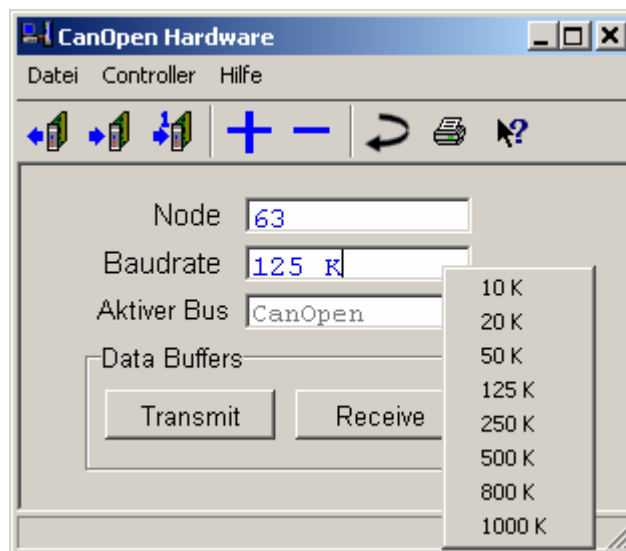 CanOpen Hardware
Datei Controller Hilfe
1
?
Node 63
Baudrate 125 K
Aktiver Bus CanOpen
Data Buffers
Transmit Receive
10 K
20 K
50 K
125 K
250 K
500 K
800 K
1000 K